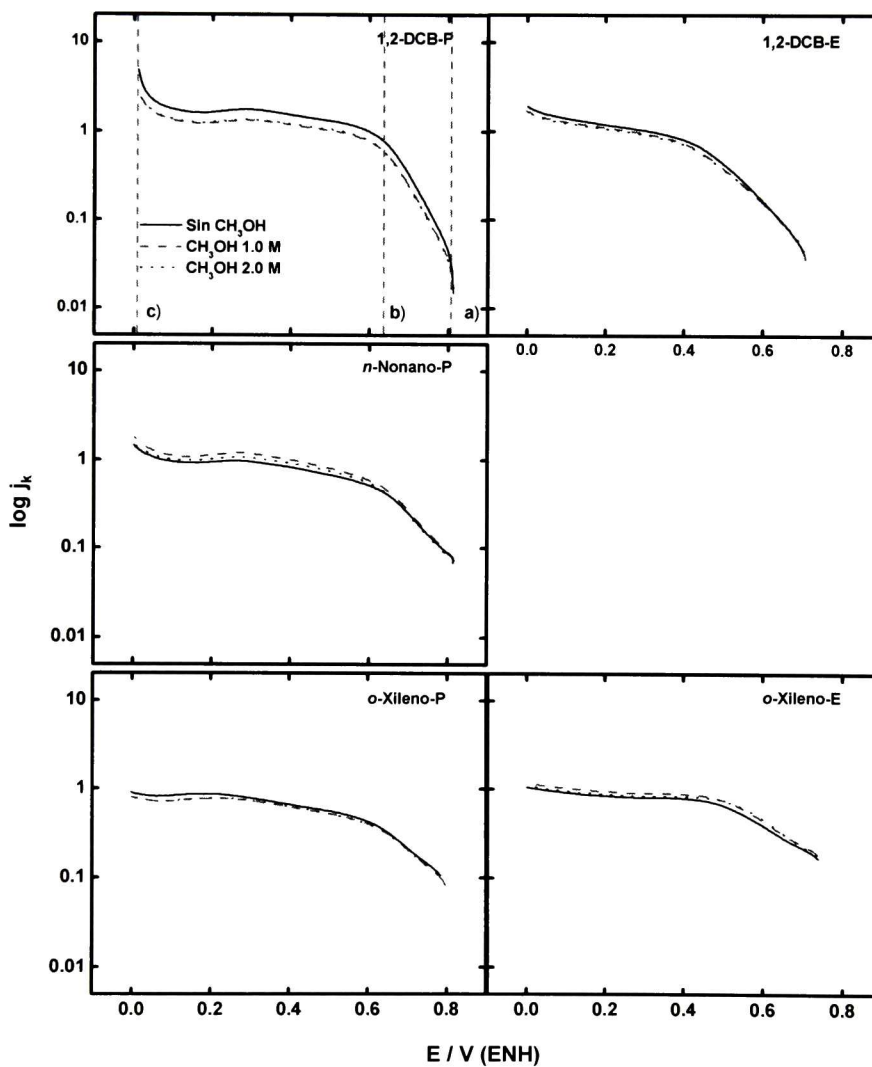 1,2-DCB-P
10
1
0.1
0.01
Sin CH₃OH
CH₃OH 1.0 M
CH₃OH 2.0 M
c)
b)
a)
1,2-DCB-E
0.0
0.2
0.4
0.6
0.8
n-Nonano-P
10
1
0.1
0.01
log jₖ
o-Xileno-P
10
1
0.1
0.01
0.0
0.2
0.4
0.6
0.8
o-Xileno-E
0.0
0.2
0.4
0.6
0.8
E / V (ENH)